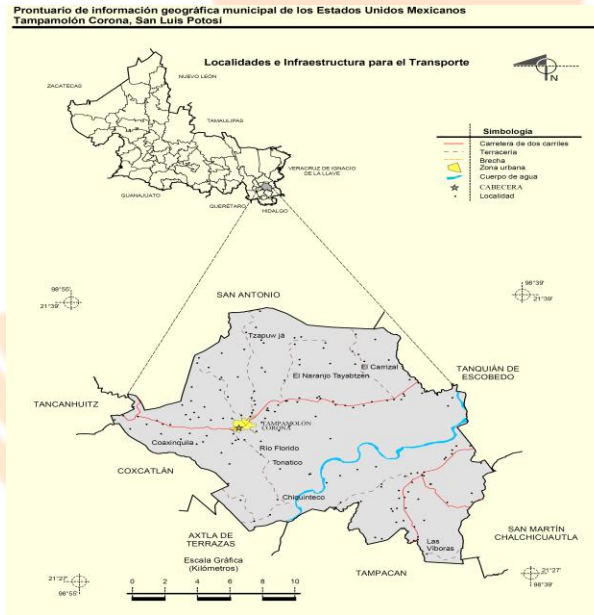 Prontuario de información geográfica municipal de los Estados Unidos Mexicanos
Tampamolón Corona, San Luis Potosí
Localidades e Infraestructura para el Transporte
N
ZACATECAS
NUEVO LEÓN
TAMAULIPAS
VERACRUZ DE IGNACIO
DE LA LLAVE
GUANAJUATO
QUERÉTARO
HIDALGO
Simbología
Carretera de dos carriles
Terracería
Brecha
Zona urbana
Cuerpo de agua
CABECERA
Localidad
98°55'
21°39'
98°39'
21°39'
SAN ANTONIO
Tzapuw já
El Carrizal
El Naranjo Tayabtzén
TANQUIÁN DE
ESCOBEDO
TANCANHUITZ
TAMPAMOLÓN
CORONA
Coaxinquila
Río Florido
Tonatico
COXCATLÁN
Chiquinteco
AXTLA DE
TERRAZAS
SAN MARTÍN
CHALCHICUAUTLA
Las
Víboras
TAMPACAN
Escala Gráfica
(Kilómetros)
0 2 4 6 8 10
21°27'
98°55'
21°27'
98°39'